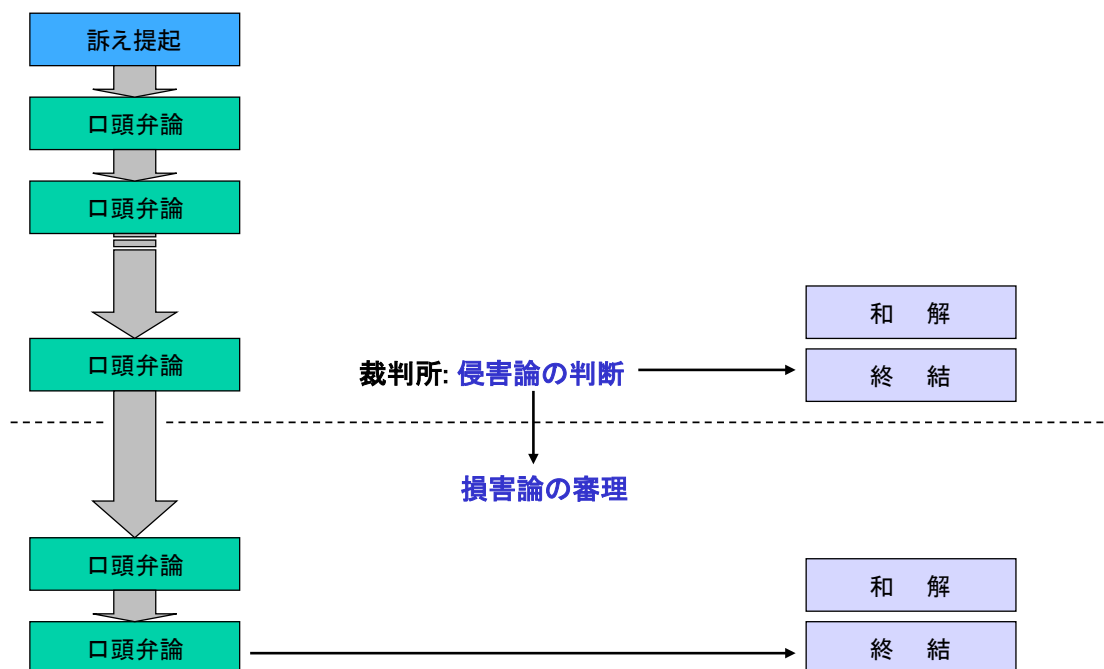 訴え提起
口頭弁論
口頭弁論
和 解
口頭弁論
裁判所: 侵害論の判断
終 結
損害論の審理
口頭弁論
和 解
口頭弁論
終 結